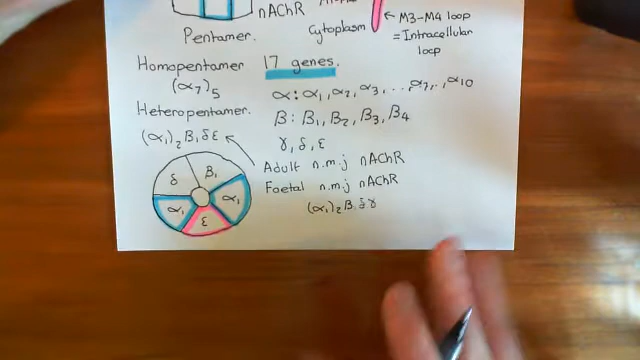 nAChR
Pentamer.
Cytoplasm
M3-M4 loop
= Intracellular
loop
Homopentamer
(α₇)₅
Heteropentamer.
(α₁)₂ β₁ δ ε
δ
β₁
α₁
α₁
ε
17 genes.
α: α₁, α₂, α₃, ..., α₇, .., α₁₀
β: β₁, β₂, β₃, β₄
γ, δ, ε
Adult n.m.j nAChR
Foetal n.m.j nAChR
(α₁)₂ β δ γ